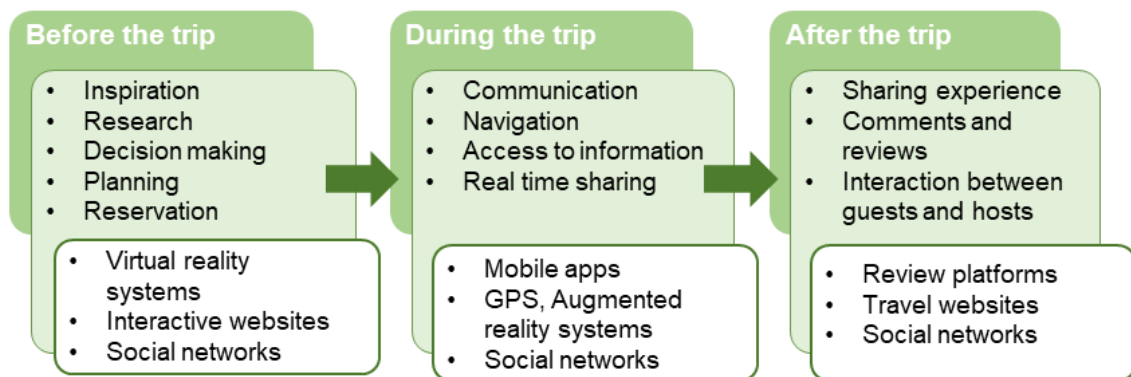 Before the trip
• Inspiration
• Research
• Decision making
• Planning
• Reservation
• Virtual reality
systems
• Interactive websites
• Social networks
During the trip
• Communication
• Navigation
• Access to information
• Real time sharing
• Mobile apps
• GPS, Augmented
reality systems
• Social networks
After the trip
• Sharing experience
• Comments and
reviews
• Interaction between
guests and hosts
• Review platforms
• Travel websites
• Social networks